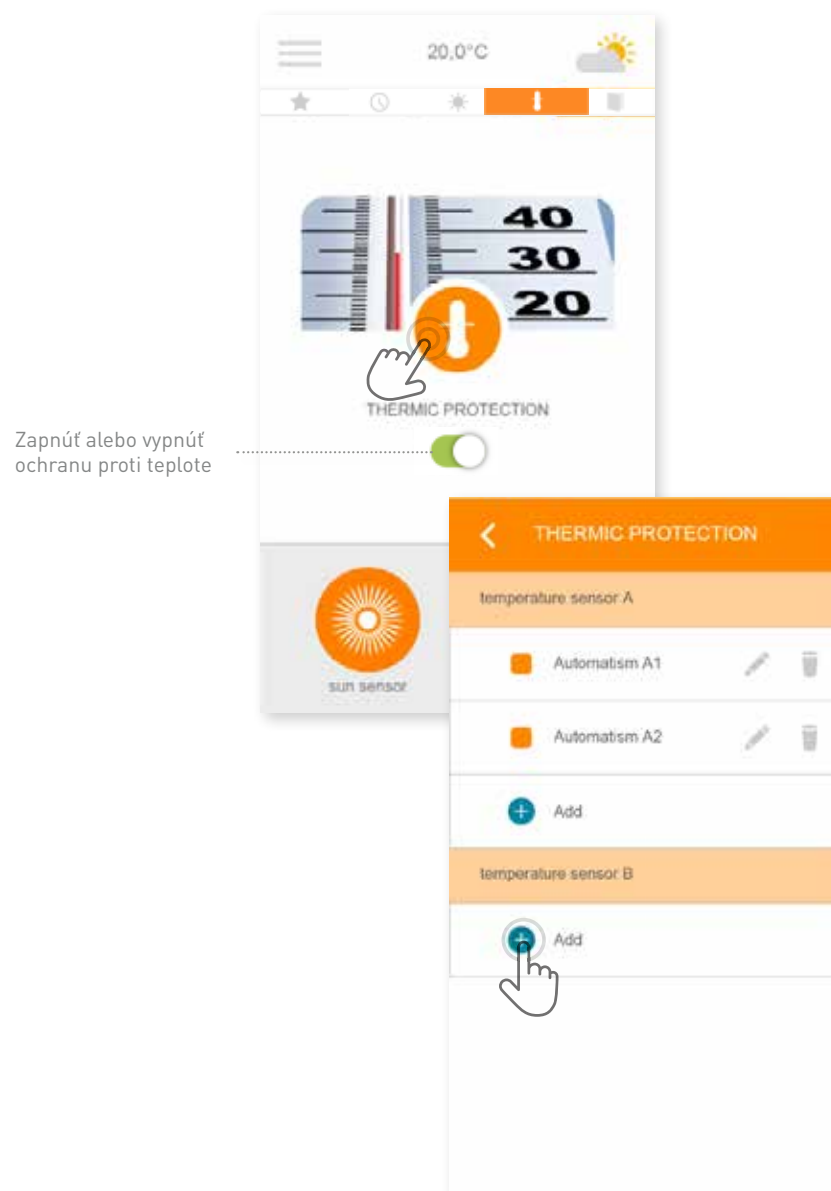 20,0°C
40
30
20
THERMIC PROTECTION
Zapnúť alebo vypnúť
ochranu proti teplote
sun sensor
THERMIC PROTECTION
temperature sensor A
Automatism A1
Automatism A2
Add
temperature sensor B
Add